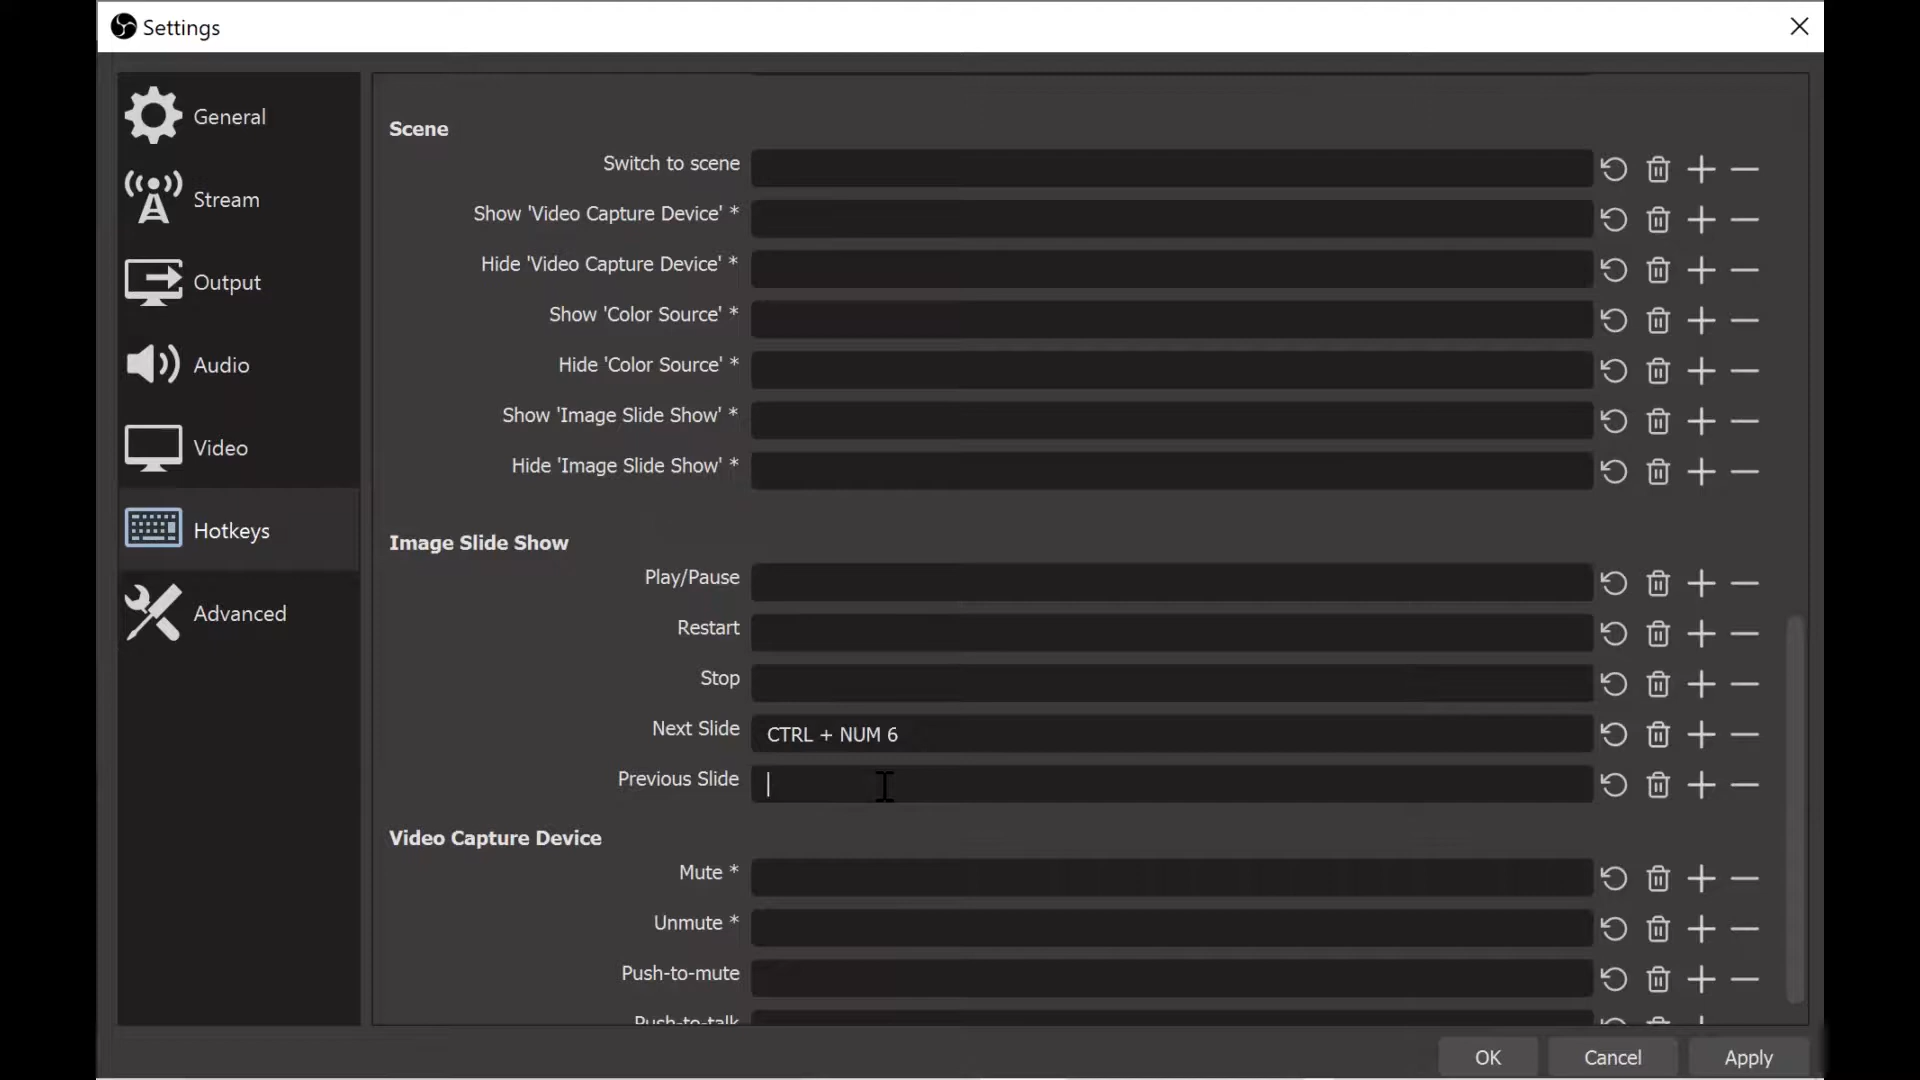 Settings
General
Stream
Output
Audio
Video
Hotkeys
Advanced
Scene
Switch to scene
Show 'Video Capture Device' *
Hide 'Video Capture Device' *
Show 'Color Source' *
Hide 'Color Source' *
Show 'Image Slide Show' *
Hide 'Image Slide Show' *
Image Slide Show
Play/Pause
Restart
Stop
Next Slide CTRL + NUM 6
Previous Slide
Video Capture Device
Mute *
Unmute *
Push-to-mute
Push-to-talk
OK Cancel Apply